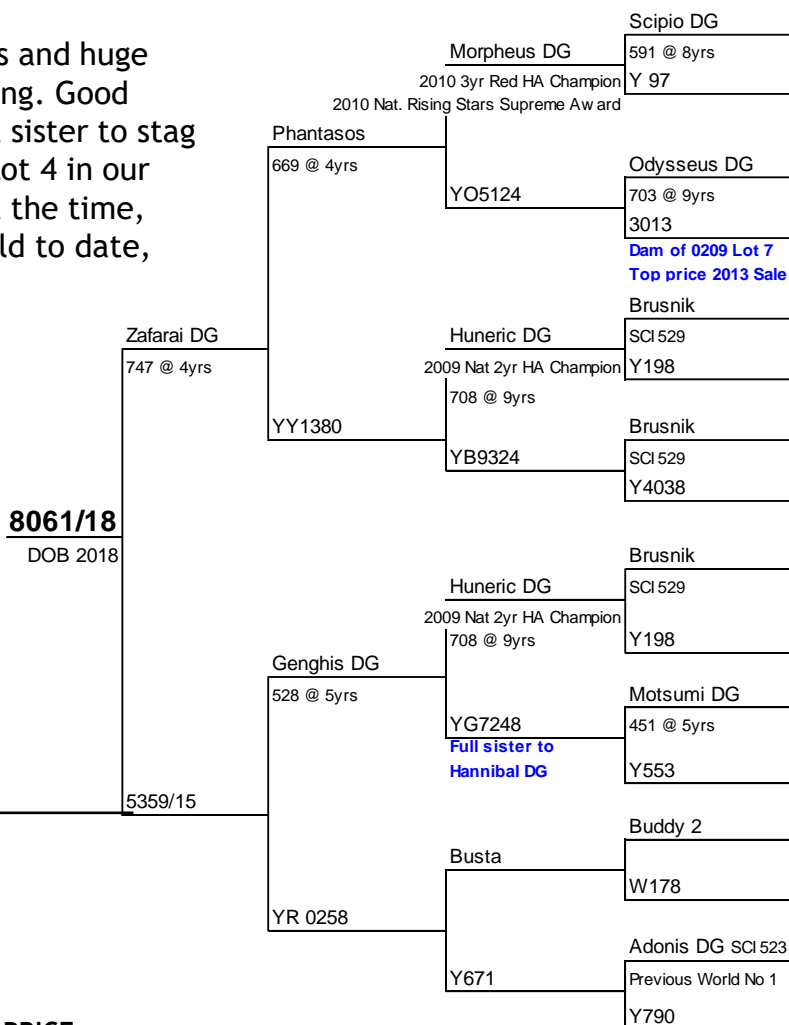 s and huge
ng. Good
sister to stag
ot 4 in our
the time,
ld to date,
Scipio DG
Morpheus DG
591 @ 8yrs
2010 3yr Red HA Champion
Y 97
2010 Nat. Rising Stars Supreme Award
Phantasos
669 @ 4yrs
Odysseus DG
YO5124
703 @ 9yrs
3013
Dam of 0209 Lot 7
Top price 2013 Sale
Brusnik
Zafarai DG
Huneric DG
SCI 529
747 @ 4yrs
2009 Nat 2yr HA Champion
Y198
708 @ 9yrs
YY1380
Brusnik
YB9324
SCI 529
Y4038
8061/18
DOB 2018
Brusnik
Huneric DG
SCI 529
2009 Nat 2yr HA Champion
708 @ 9yrs
Y198
Genghis DG
528 @ 5yrs
Motsumi DG
YG7248
451 @ 5yrs
Full sister to
Hannibal DG
Y553
5359/15
Buddy 2
Busta
W178
YR 0258
Adonis DG SCI 523
Y671
Previous World No 1
Y790